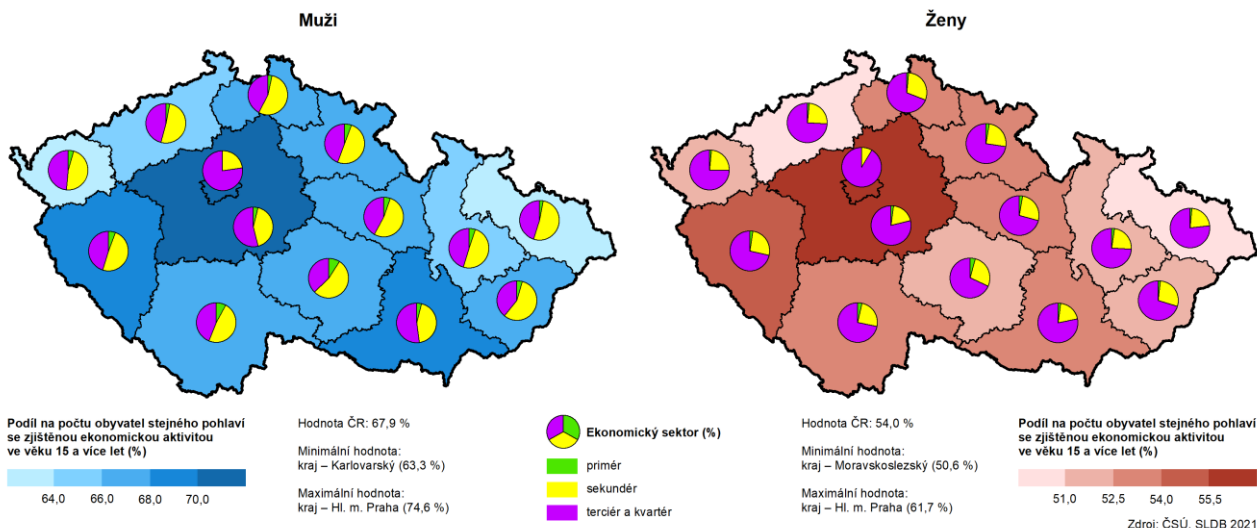 Muži
Ženy
Podíl na počtu obyvatel stejného pohlaví
se zjištěnou ekonomickou aktivitou
ve věku 15 a více let (%)
64,0 66,0 68,0 70,0
Hodnota ČR: 67,9 %
Minimální hodnota:
kraj – Karlovarský (63,3 %)
Maximální hodnota:
kraj – Hl. m. Praha (74,6 %)
Ekonomický sektor (%)
primér
sekundér
terciér a kvartér
Hodnota ČR: 54,0 %
Minimální hodnota:
kraj – Moravskoslezský (50,6 %)
Maximální hodnota:
kraj – Hl. m. Praha (61,7 %)
Podíl na počtu obyvatel stejného pohlaví
se zjištěnou ekonomickou aktivitou
ve věku 15 a více let (%)
51,0 52,5 54,0 55,5
Zdroj: ČSÚ, SLDB 2021